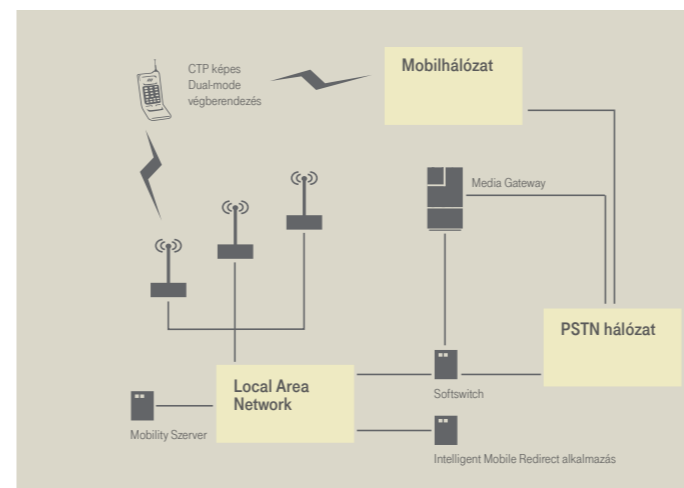 CTP képes
Dual-mode
végberendezés
Mobilhálózat
Media Gateway
PSTN hálózat
Local Area
Network
Softswitch
Mobility Szerver
Intelligent Mobile Redirect alkalmazás